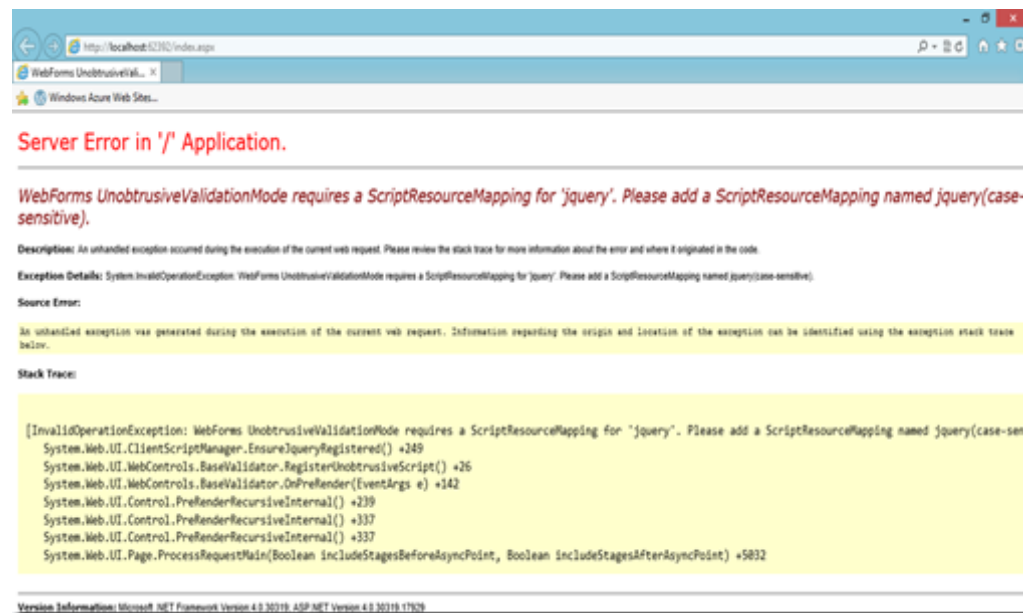 http://localhost:62392/index.aspx
WebForms UnobtrusiveVali...
Windows Azure Web Sites...
Server Error in '/' Application.
WebForms UnobtrusiveValidationMode requires a ScriptResourceMapping for 'jquery'. Please add a ScriptResourceMapping named jquery(case-
sensitive).
Description: An unhandled exception occurred during the execution of the current web request. Please review the stack trace for more information about the error and where it originated in the code.
Exception Details: System.InvalidOperationException: WebForms UnobtrusiveValidationMode requires a ScriptResourceMapping for 'jquery'. Please add a ScriptResourceMapping named jquery(case-sensitive).
Source Error:
An unhandled exception was generated during the execution of the current web request. Information regarding the origin and location of the exception can be identified using the exception stack trace
below.
Stack Trace:
[InvalidOperationException: WebForms UnobtrusiveValidationMode requires a ScriptResourceMapping for 'jquery'. Please add a ScriptResourceMapping named jquery(case-sen
System.Web.UI.ClientScriptManager.EnsureJqueryRegistered() +249
System.Web.UI.WebControls.BaseValidator.RegisterUnobtrusiveScript() +26
System.Web.UI.WebControls.BaseValidator.OnPreRender(EventArgs e) +142
System.Web.UI.Control.PreRenderRecursiveInternal() +239
System.Web.UI.Control.PreRenderRecursiveInternal() +337
System.Web.UI.Control.PreRenderRecursiveInternal() +337
System.Web.UI.Page.ProcessRequestMain(Boolean includeStagesBeforeAsyncPoint, Boolean includeStagesAfterAsyncPoint) +5032
Version Information: Microsoft .NET Framework Version:4.0.30319; ASP.NET Version:4.0.30319.17929